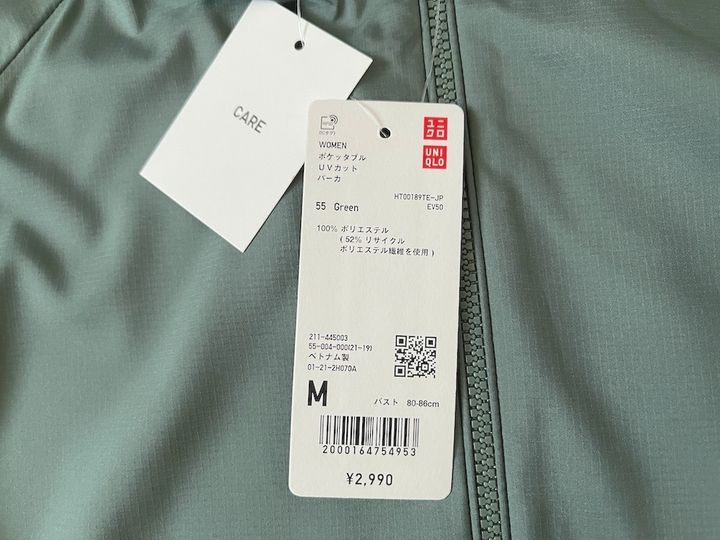 CARE
ユニ
クロ
UNI
QLO
WOMEN
ポケッタブル
UVカット
パーカ
HT00189TE-JP
55 Green
EV50
100% ポリエステル
( 52% リサイクル
ポリエステル繊維を使用 )
211-445003
55-004-000(21-19)
ベトナム製
01-21-2H070A
M
バスト 80-86cm
2000164754953
¥2,990